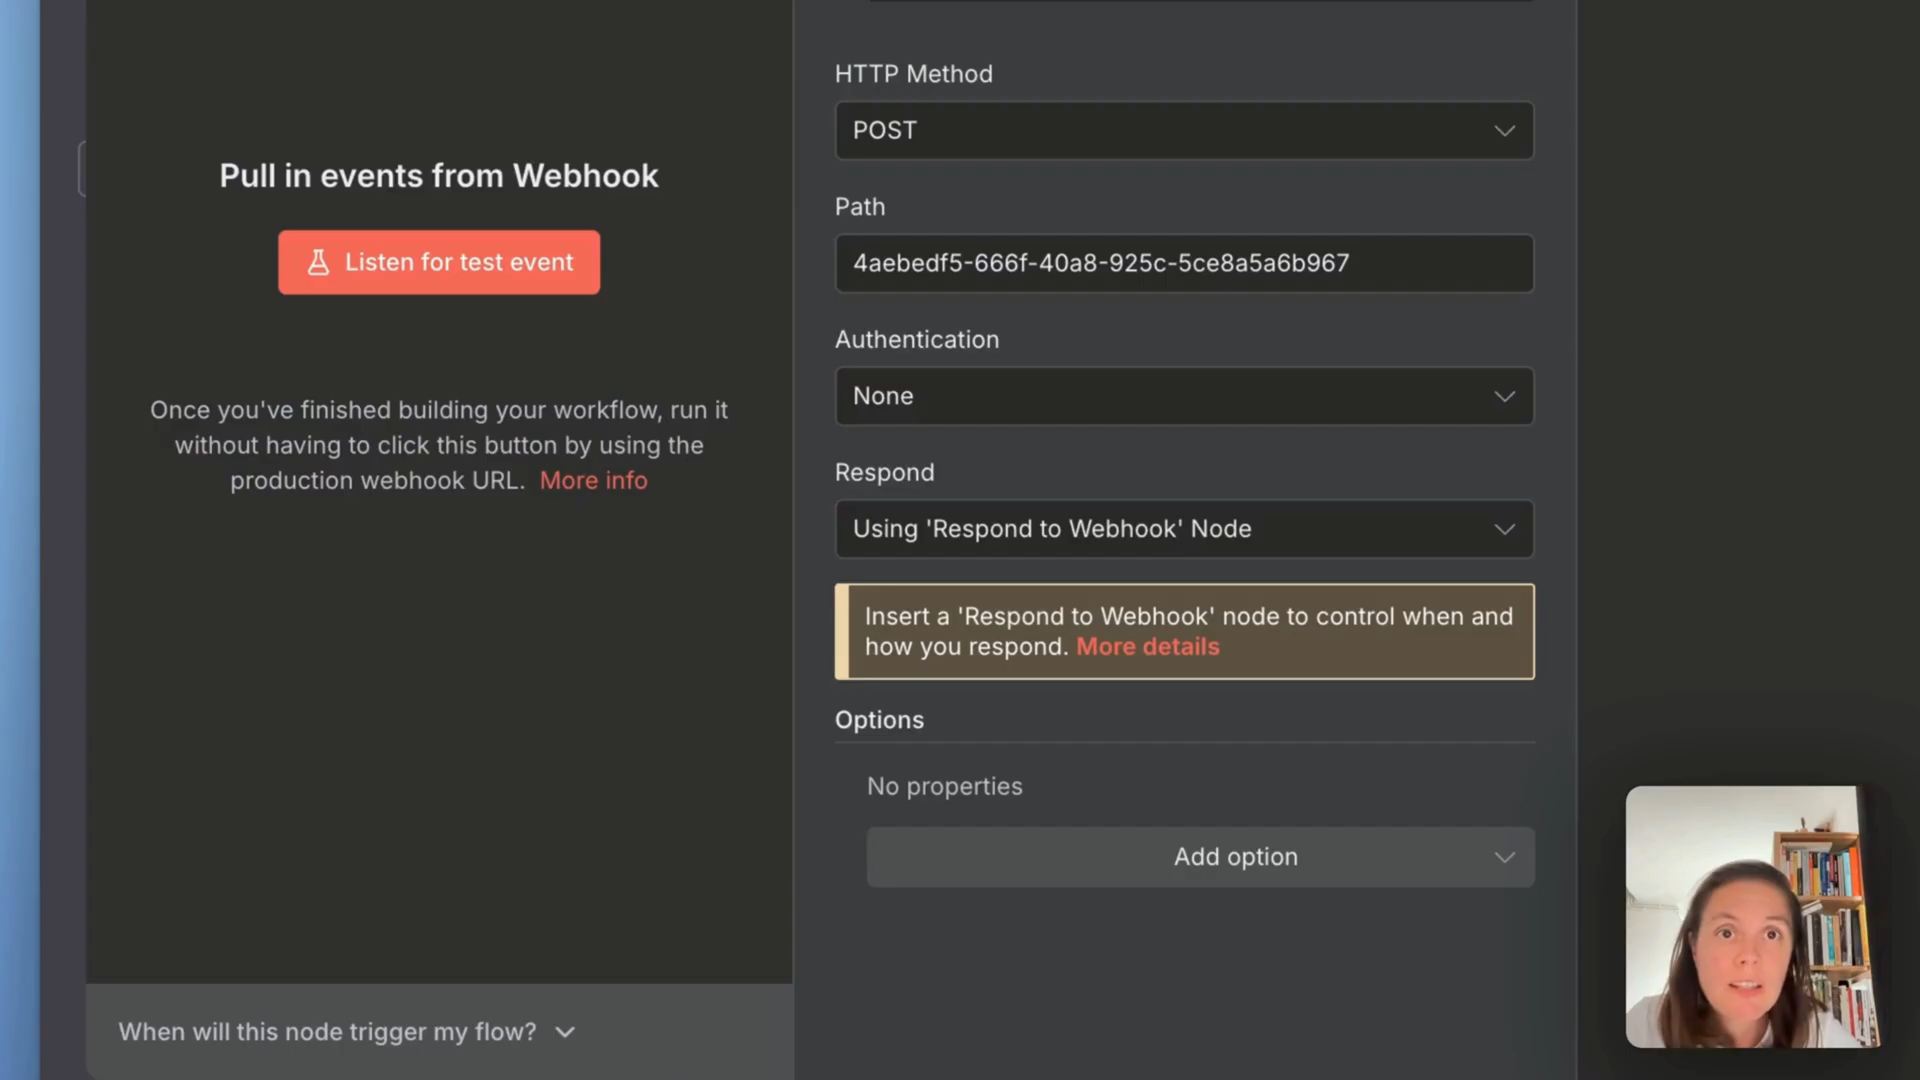 Pull in events from Webhook
Listen for test event
Once you've finished building your workflow, run it
without having to click this button by using the
production webhook URL. More info
When will this node trigger my flow?
HTTP Method
POST
Path
4aebedf5-666f-40a8-925c-5ce8a5a6b967
Authentication
None
Respond
Using 'Respond to Webhook' Node
Insert a 'Respond to Webhook' node to control when and
how you respond. More details
Options
No properties
Add option